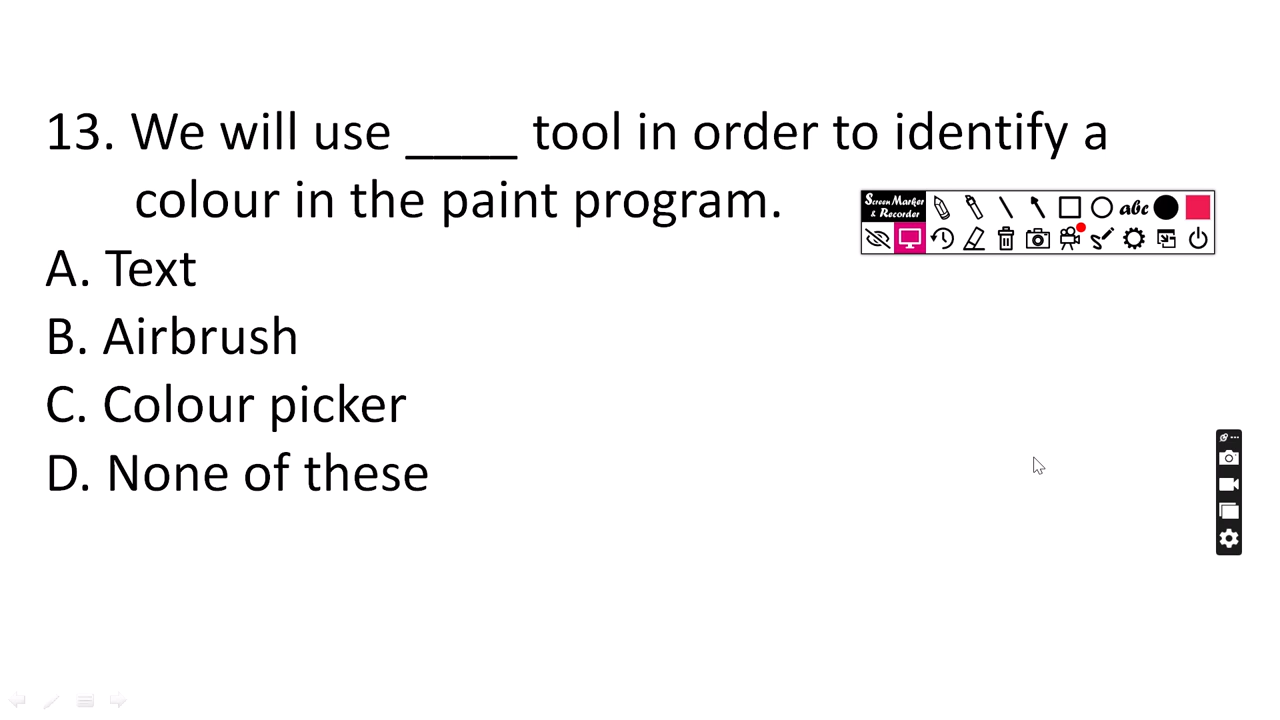 13. We will use ____ tool in order to identify a
colour in the paint program.
Screen Marker
& Recorder
abc
A. Text
B. Airbrush
C. Colour picker
D. None of these